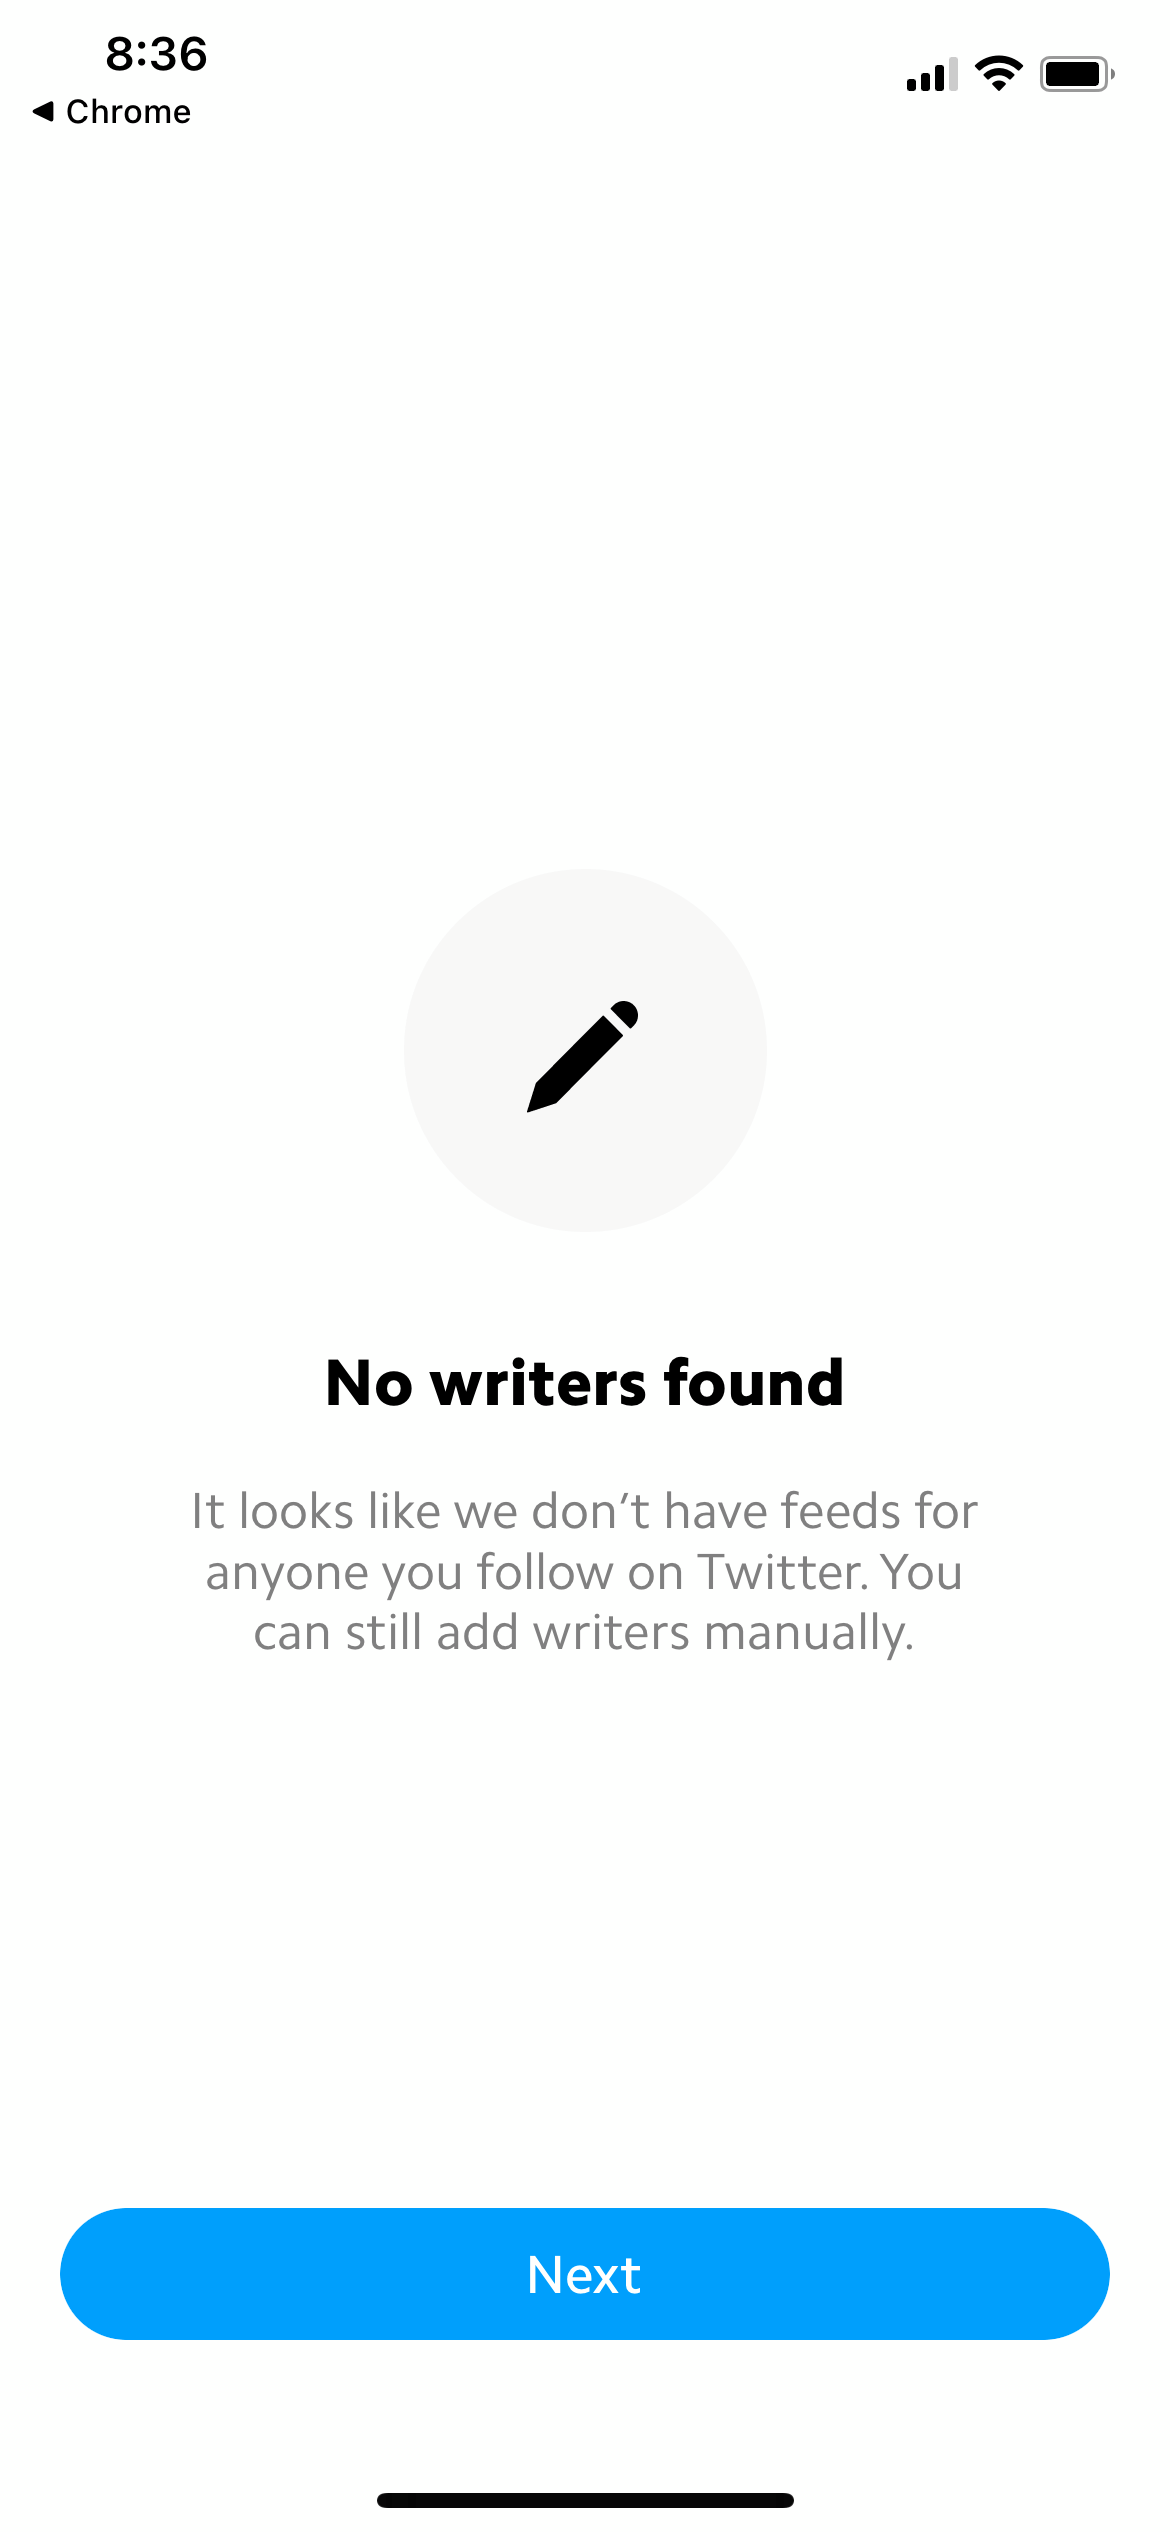 8:36
◀ Chrome
No writers found
It looks like we don’t have feeds for
anyone you follow on Twitter. You
can still add writers manually.
Next